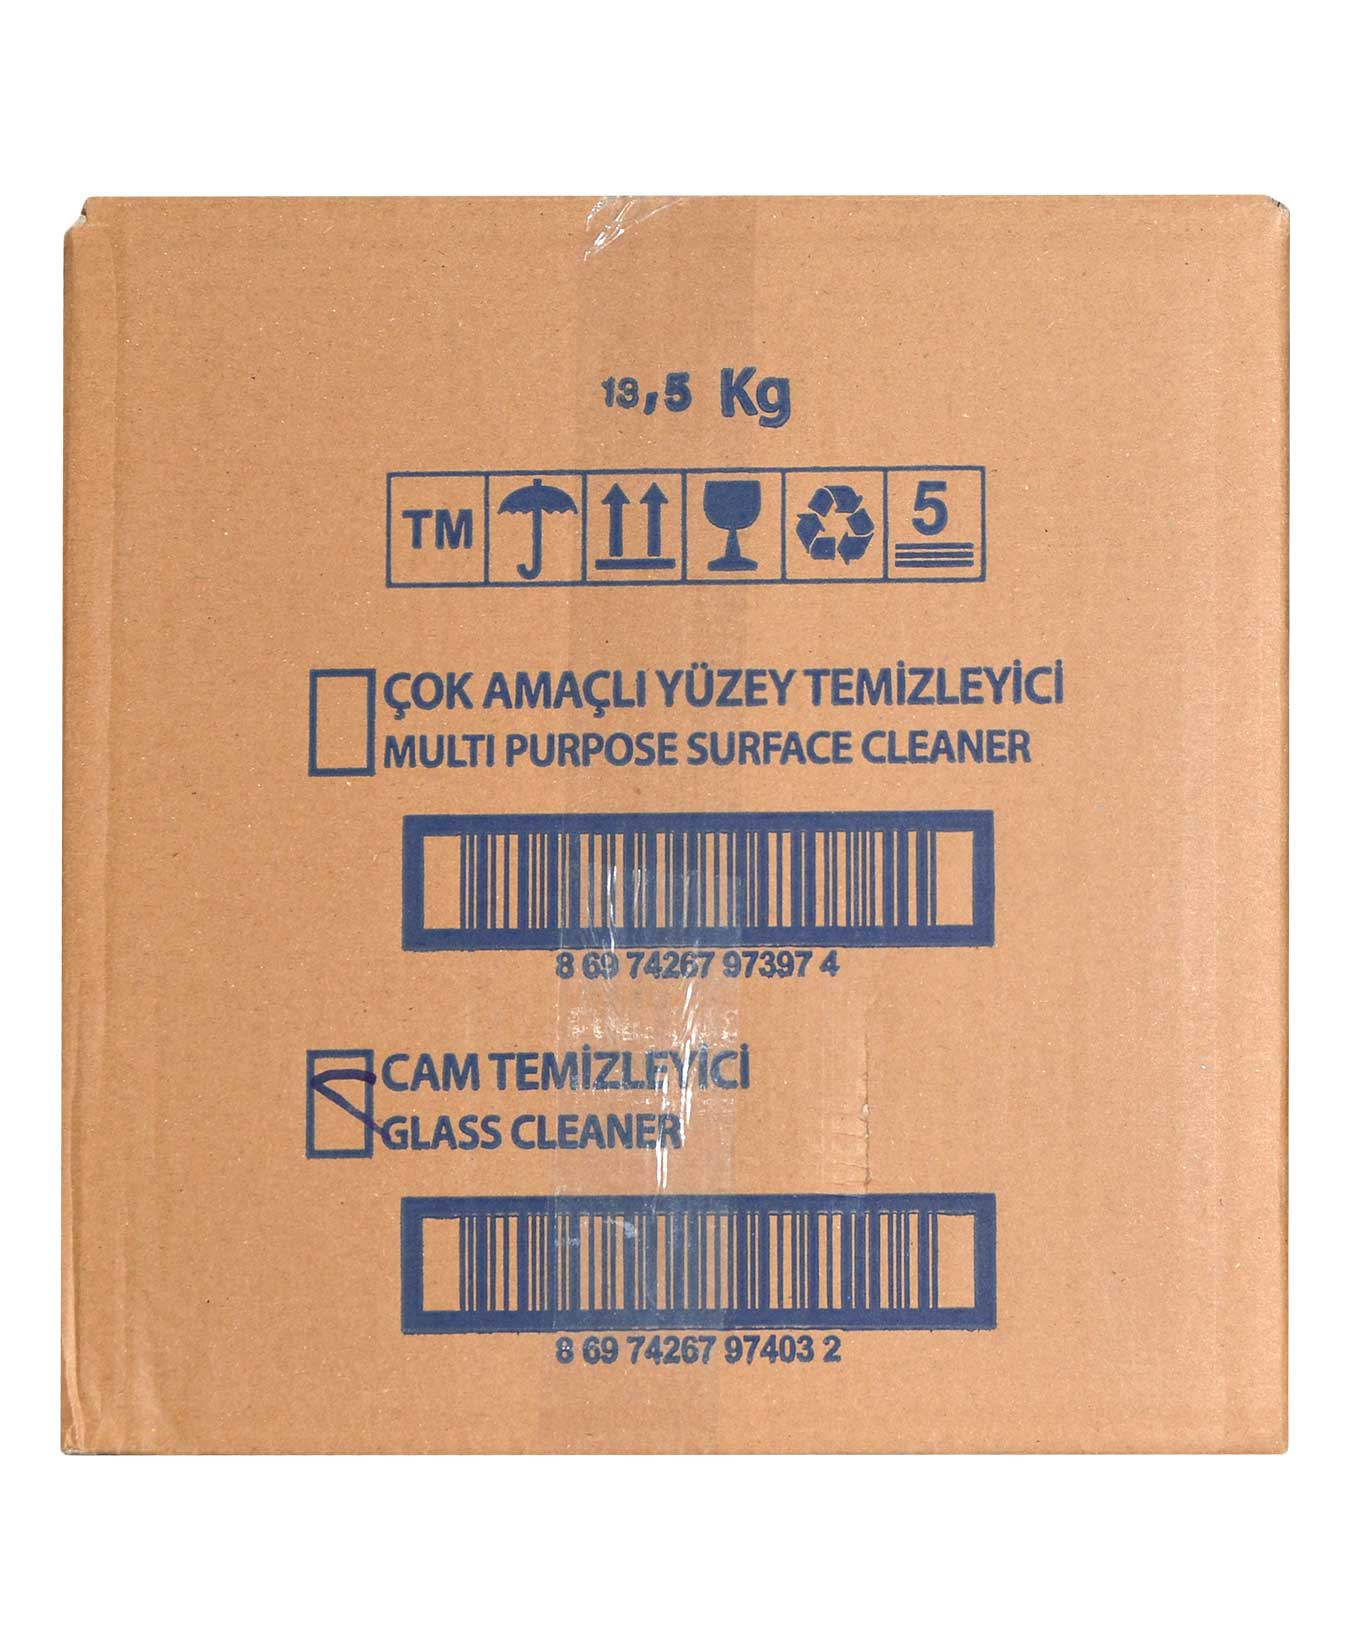 13,5 Kg
TM 5
ÇOK AMAÇLI YÜZEY TEMİZLEYİCİ
MULTI PURPOSE SURFACE CLEANER
8 69 74267 97397 4
CAM TEMİZLEYİCİ
GLASS CLEANER
8 69 74267 97403 2